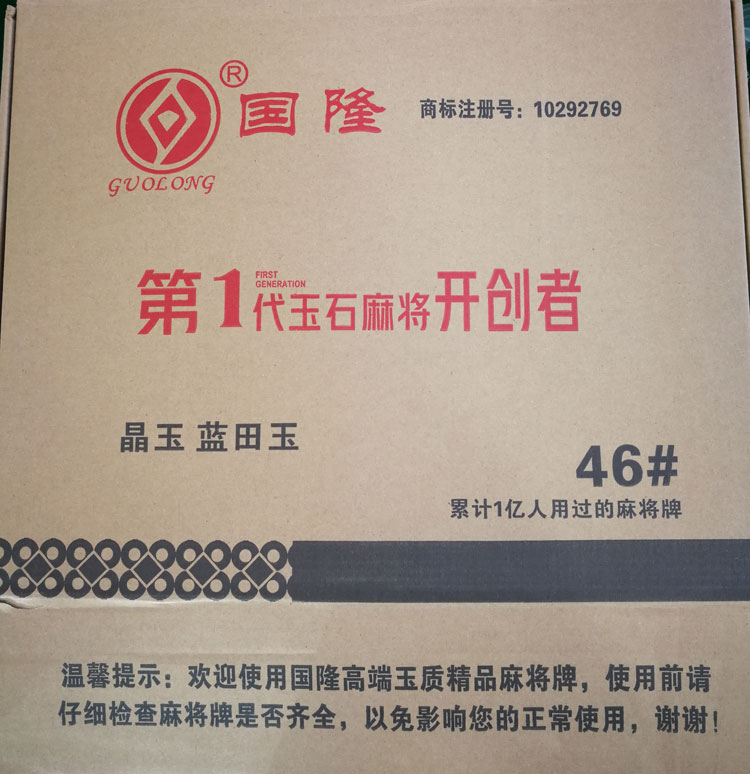 ®
国隆
商标注册号：10292769
GUOLONG
第1代玉石麻将开创者
FIRST
GENERATION
晶玉 蓝田玉
46#
累计1亿人用过的麻将牌
温馨提示：欢迎使用国隆高端玉质精品麻将牌，使用前请
仔细检查麻将牌是否齐全，以免影响您的正常使用，谢谢！